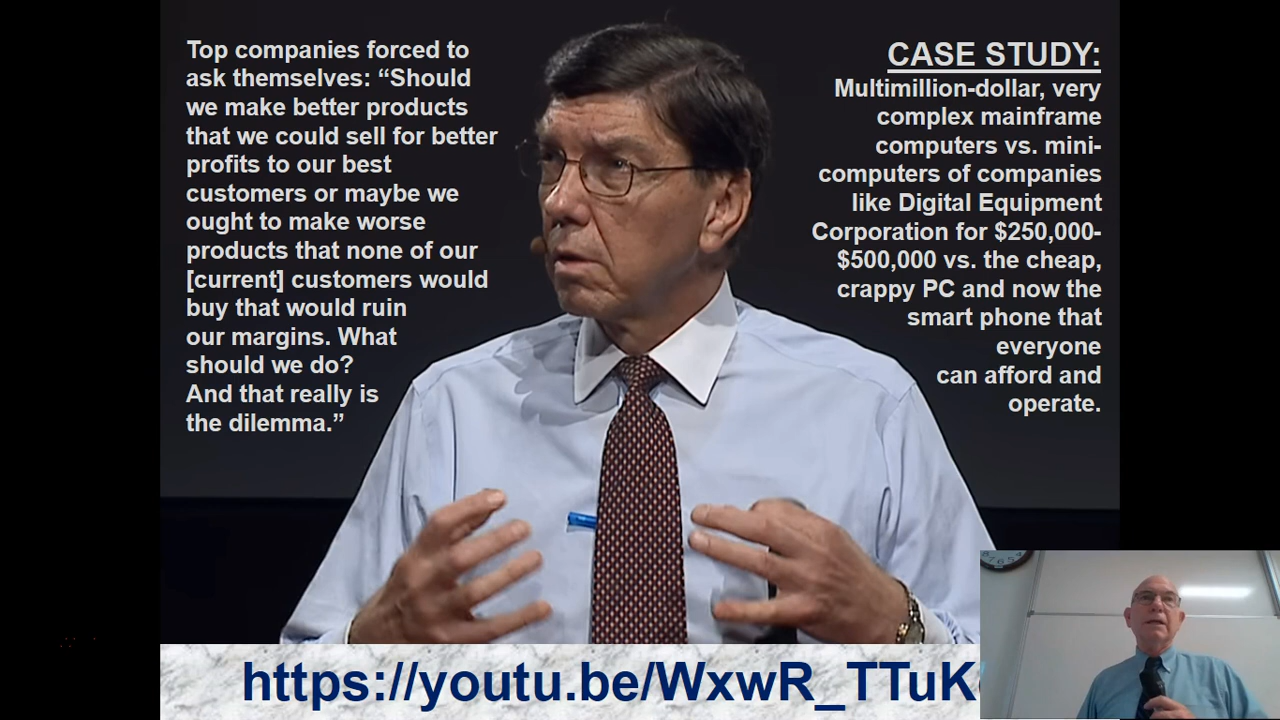 Top companies forced to
ask themselves: “Should
we make better products
that we could sell for better
profits to our best
customers or maybe we
ought to make worse
products that none of our
[current] customers would
buy that would ruin
our margins. What
should we do?
And that really is
the dilemma.”
CASE STUDY:
Multimillion-dollar, very
complex mainframe
computers vs. mini-
computers of companies
like Digital Equipment
Corporation for $250,000-
$500,000 vs. the cheap,
crappy PC and now the
smart phone that
everyone
can afford and
operate.
https://youtu.be/WxwR_TTuK